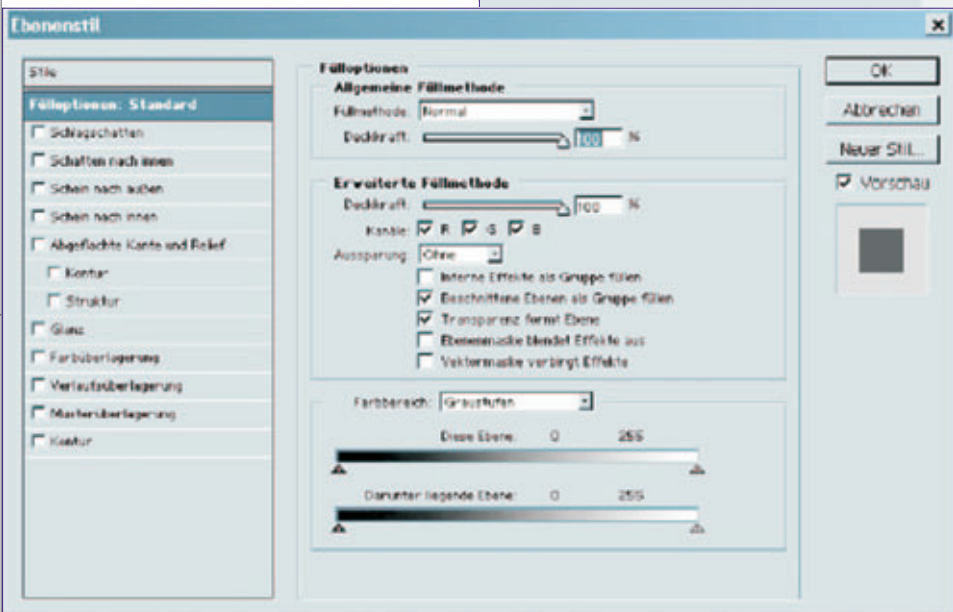 Ebenenstil
Stile
Fülloptionen: Standard
Schlagschatten
Schatten nach innen
Schein nach außen
Schein nach innen
Abgeflachte Kante und Relief
Kontur
Struktur
Glanz
Farbüberlagerung
Verlaufsüberlagerung
Musterüberlagerung
Kontur
Fülloptionen
Allgemeine Füllmethode
Füllmethode: Normal
Deckkraft: 100 %
Erweiterte Füllmethode
Deckkraft: 100 %
Kanäle: R G B
Aussparung: Ohne
Interne Effekte als Gruppe füllen
Beschnittene Ebenen als Gruppe füllen
Transparenz formt Ebene
Ebenenmaske blendet Effekte aus
Vektormaske verbirgt Effekte
Farbbereich: Graustufen
Diese Ebene: 0 255
Darunter liegende Ebene: 0 255
OK
Abbrechen
Neuer Stil...
Vorschau